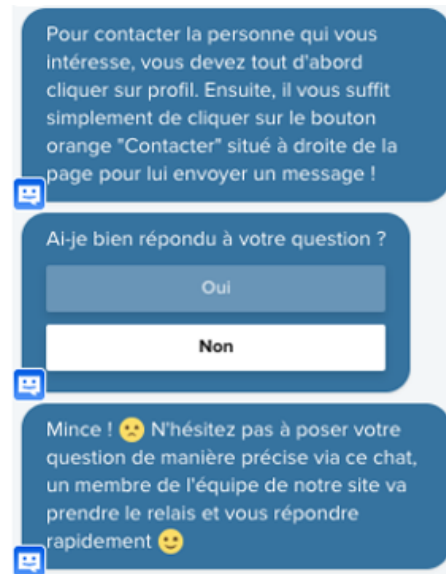 Pour contacter la personne qui vous
intéresse, vous devez tout d'abord
cliquer sur profil. Ensuite, il vous suffit
simplement de cliquer sur le bouton
orange "Contacter" situé à droite de la
page pour lui envoyer un message !
Ai-je bien répondu à votre question ?
Oui
Non
Mince ! 🙁 N'hésitez pas à poser votre
question de manière précise via ce chat,
un membre de l'équipe de notre site va
prendre le relais et vous répondre
rapidement 🙂